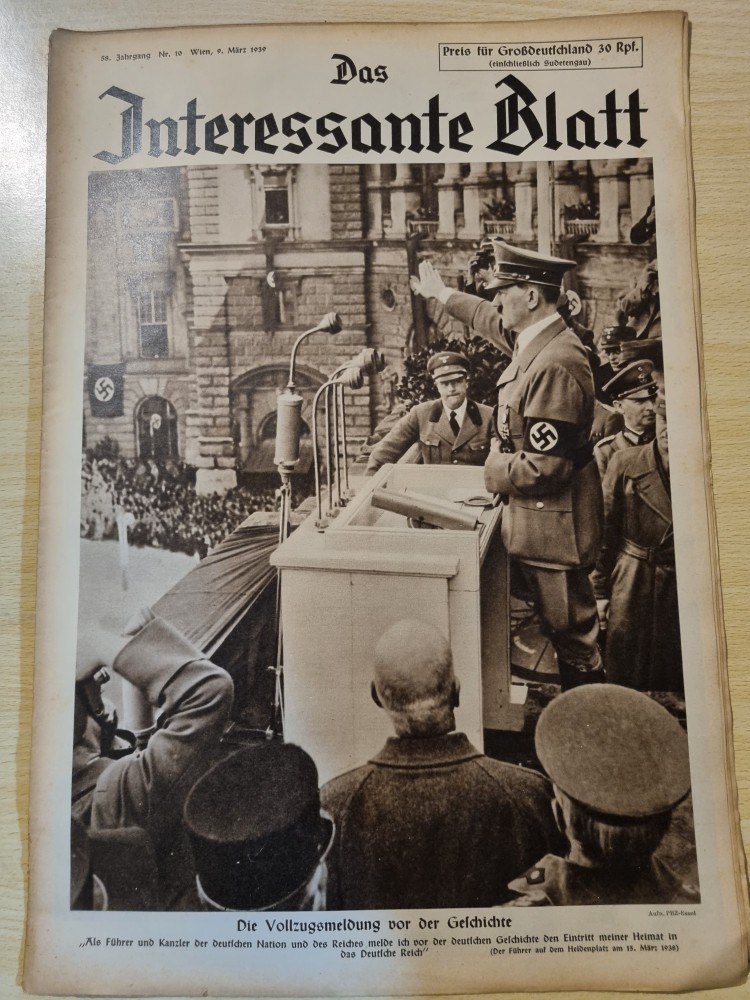 58. Jahrgang Nr. 10 Wien, 9. März 1939
Preis für Großdeutschland 30 Rpf.
(einschließlich Sudetengau)
Das
Interessante Blatt
Aufn. PBZ-Knoed
Die Vollzugsmeldung vor der Geschichte
„Als Führer und Kanzler der deutschen Nation und des Reiches melde ich vor der deutschen Geschichte den Eintritt meiner Heimat in
das Deutsche Reich“ (Der Führer auf dem Heldenplatz am 15. März 1938)